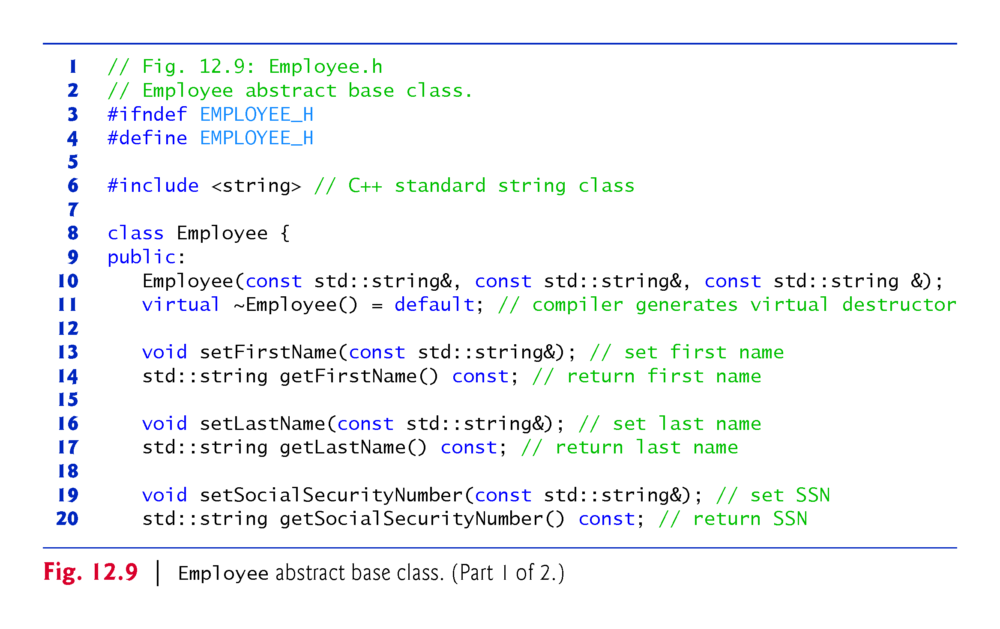 1 // Fig. 12.9: Employee.h
2 // Employee abstract base class.
3 #ifndef EMPLOYEE_H
4 #define EMPLOYEE_H
5
6 #include <string> // C++ standard string class
7
8 class Employee {
9 public:
10 Employee(const std::string&, const std::string&, const std::string &);
11 virtual ~Employee() = default; // compiler generates virtual destructor
12
13 void setFirstName(const std::string&); // set first name
14 std::string getFirstName() const; // return first name
15
16 void setLastName(const std::string&); // set last name
17 std::string getLastName() const; // return last name
18
19 void setSocialSecurityNumber(const std::string&); // set SSN
20 std::string getSocialSecurityNumber() const; // return SSN
Fig. 12.9 | Employee abstract base class. (Part 1 of 2.)